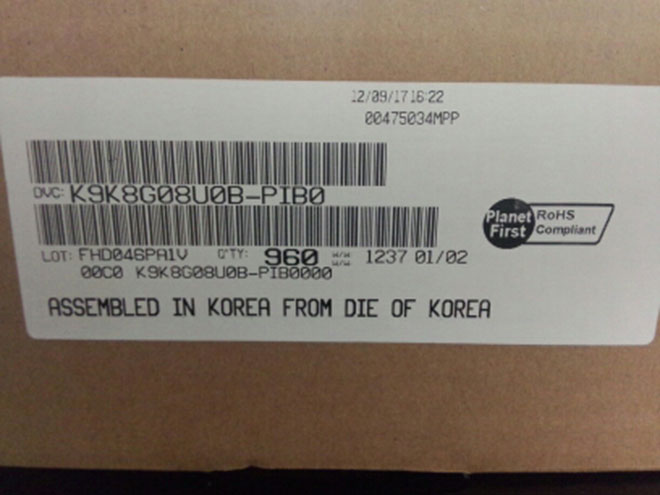 12/09/17 16:22
00475034MPP
DVC: K9K8G08U0B-PIB0
Planet First RoHS Compliant
LOT: FHD046PA1V Q'TY: 960 1237 01/02
00C0 K9K8G08U0B-PIB0000
ASSEMBLED IN KOREA FROM DIE OF KOREA